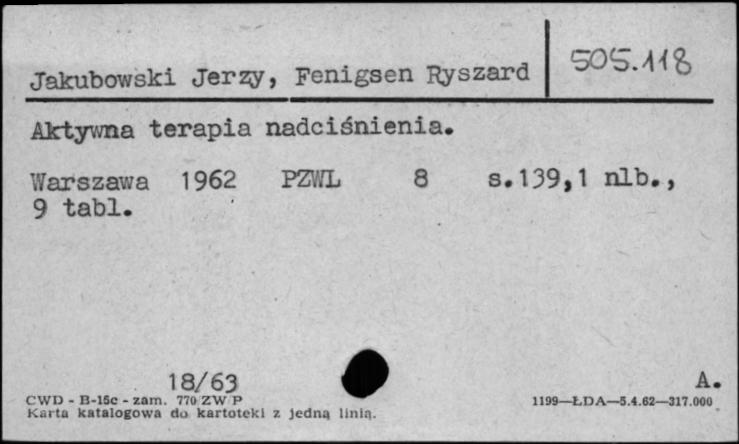 Jakubowski Jerzy, Fenigsen Ryszard 505.118
Aktywna terapia nadciśnienia.
Warszawa 1962 PZWL 8 s.139,1 nlb.,
9 tabl.
18/63 A.
CWD - B-15c - zam. 770 ZW P 1199—ŁDA—5.4.62—317.000
Karta katalogowa do kartoteki z jedną linią.